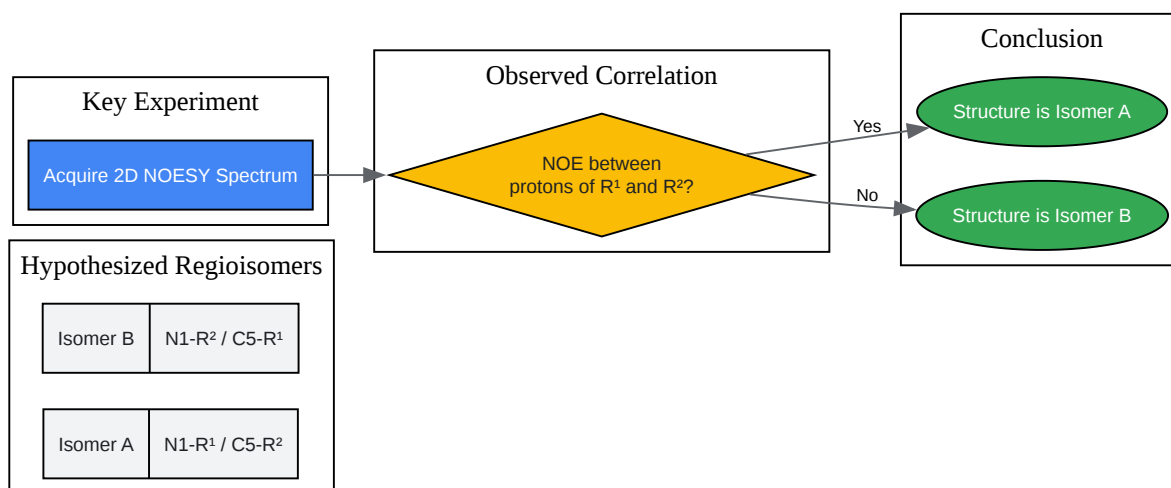 Key Experiment
Acquire 2D NOESY Spectrum
Observed Correlation
NOE between
protons of R¹ and R²?
Yes
No
Conclusion
Structure is Isomer A
Structure is Isomer B
Hypothesized Regioisomers
Isomer B N1-R² / C5-R¹
Isomer A N1-R¹ / C5-R²